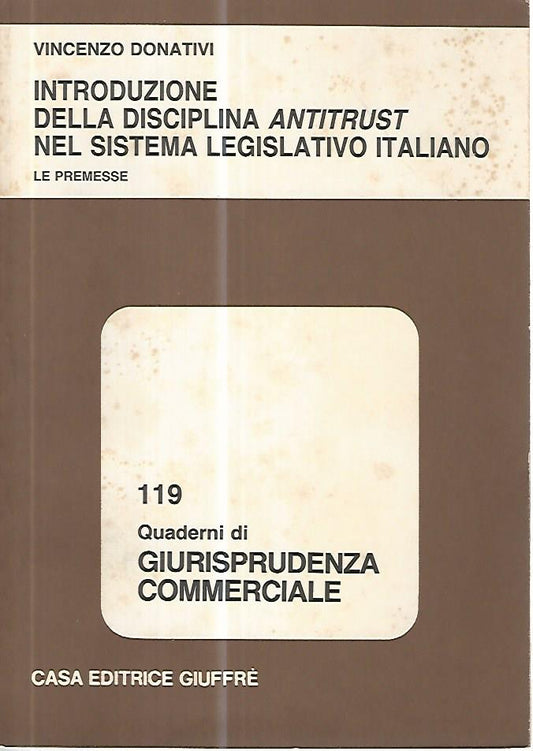 VINCENZO DONATIVI
INTRODUZIONE
DELLA DISCIPLINA ANTITRUST
NEL SISTEMA LEGISLATIVO ITALIANO
LE PREMESSE
119
Quaderni di
GIURISPRUDENZA
COMMERCIALE
CASA EDITRICE GIUFFRÈ